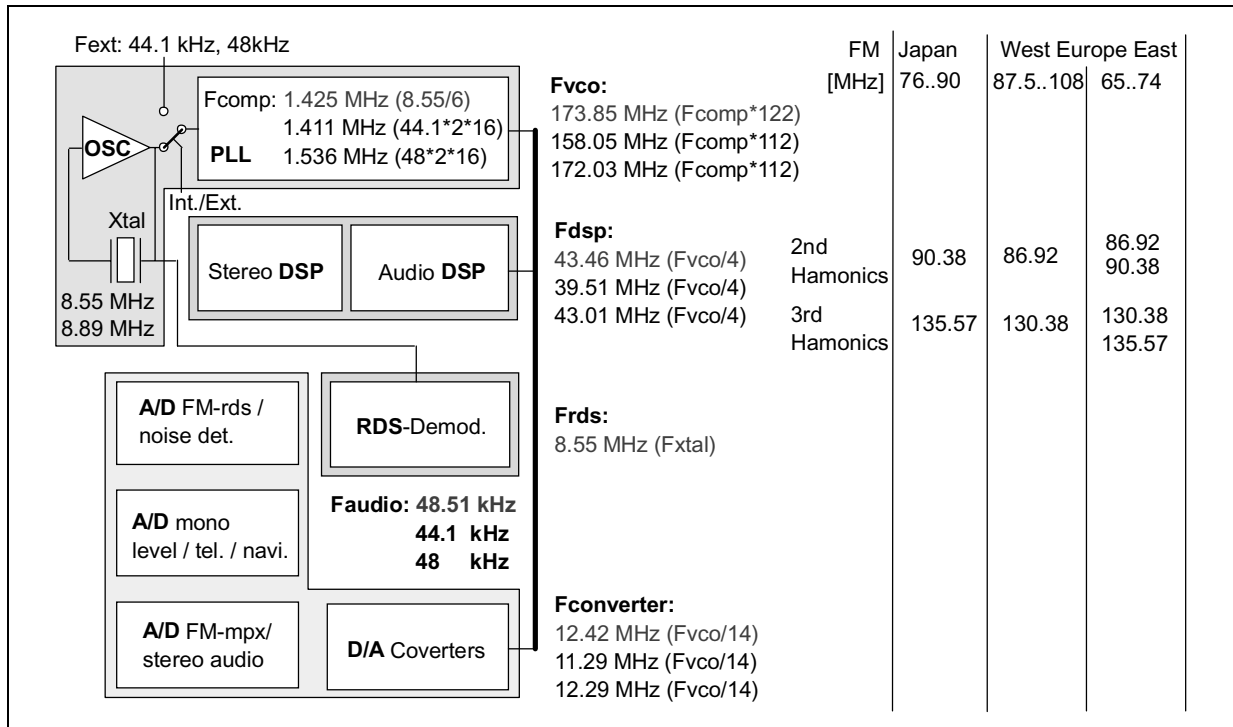 Fext: 44.1 kHz, 48kHz
Fcomp: 1.425 MHz (8.55/6)
1.411 MHz (44.1*2*16)
PLL 1.536 MHz (48*2*16)
OSC
Int./Ext.
Xtal
8.55 MHz
8.89 MHz
Stereo DSP
Audio DSP
A/D FM-rds /
noise det.
RDS-Demod.
A/D mono
level / tel. / navi.
Faudio: 48.51 kHz
44.1 kHz
48 kHz
A/D FM-mpx/
stereo audio
D/A Coverters
Fvco:
173.85 MHz (Fcomp*122)
158.05 MHz (Fcomp*112)
172.03 MHz (Fcomp*112)
Fdsp:
43.46 MHz (Fvco/4)
39.51 MHz (Fvco/4)
43.01 MHz (Fvco/4)
Frds:
8.55 MHz (Fxtal)
Fconverter:
12.42 MHz (Fvco/14)
11.29 MHz (Fvco/14)
12.29 MHz (Fvco/14)
FM Japan West Europe East
[MHz] 76..90 87.5..108 65..74
2nd
Hamonics
90.38 86.92 86.92
90.38
3rd
Hamonics
135.57 130.38 130.38
135.57